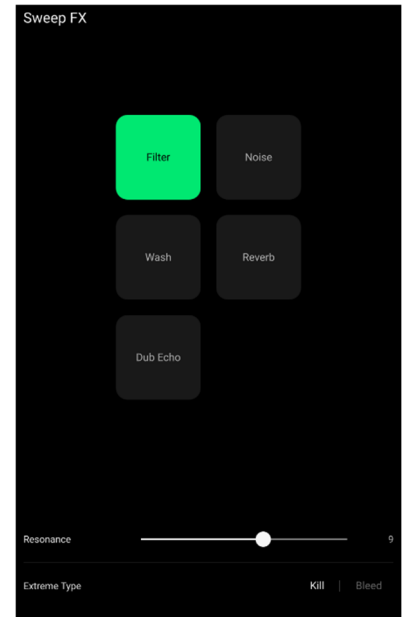 Sweep FX
Filter Noise
Wash Reverb
Dub Echo
Resonance 9
Extreme Type Kill | Bleed